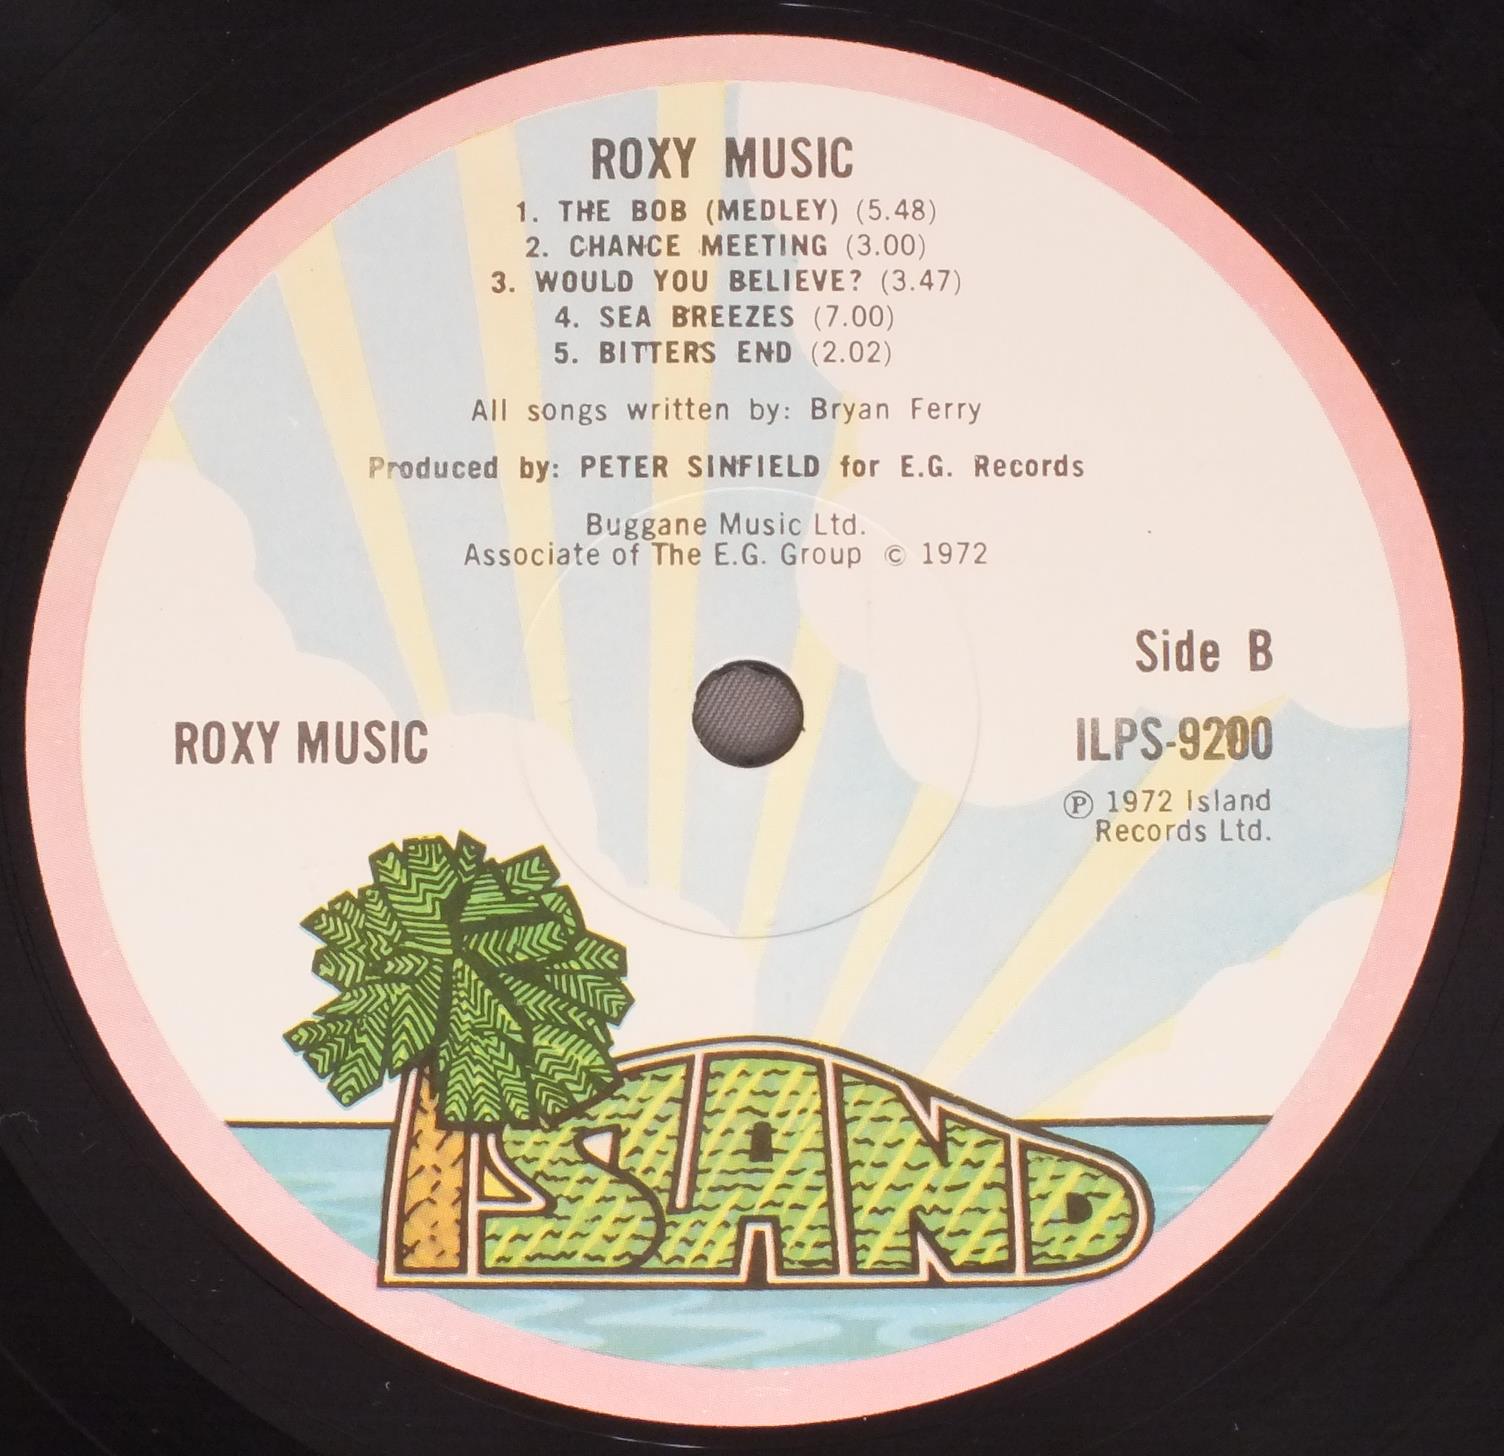 ROXY MUSIC
1. THE BOB (MEDLEY) (5.48)
2. CHANCE MEETING (3.00)
3. WOULD YOU BELIEVE? (3.47)
4. SEA BREEZES (7.00)
5. BITTERS END (2.02)
All songs written by: Bryan Ferry
Produced by: PETER SINFIELD for E.G. Records
Buggane Music Ltd.
Associate of The E.G. Group © 1972
Side B
ROXY MUSIC
ILPS-9200
℗ 1972 Island
Records Ltd.
ISLAND